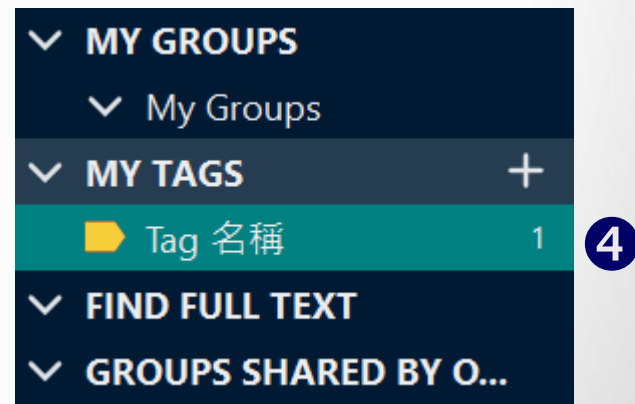 MY GROUPS
My Groups
MY TAGS +
Tag 名稱 1 4
FIND FULL TEXT
GROUPS SHARED BY O...